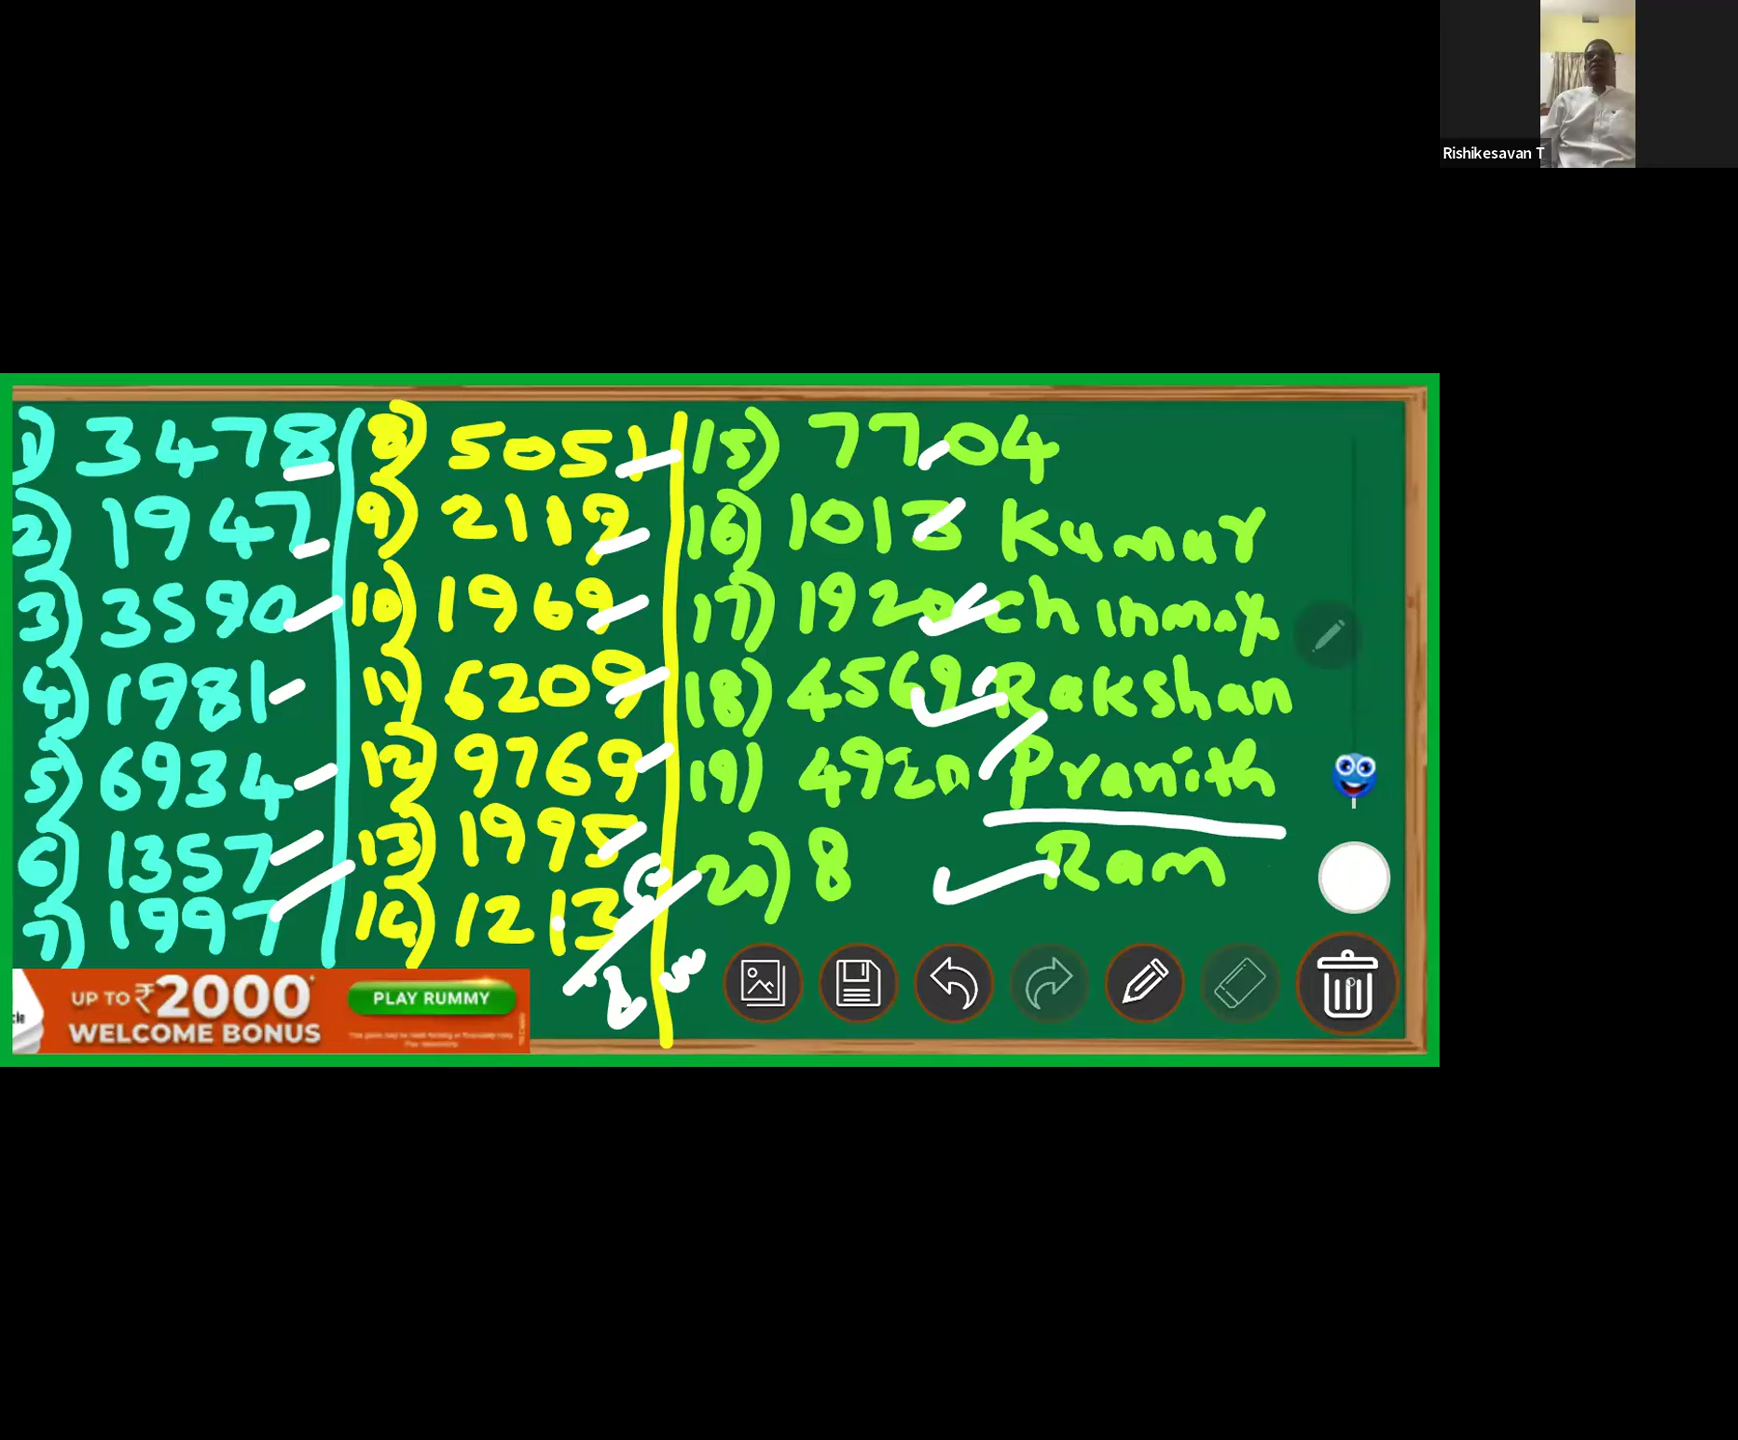 Rishikesavan T
1) 3478
2) 1947
3) 3590
4) 1981
5) 6934
6) 1357
7) 1997
8) 5051
9) 2119
10) 1969
11) 6209
12) 9769
13) 1995
14) 1213
15) 7704
16) 1013 Kumar
17) 1920 Chinmay
18) 4569 Rakshan
19) 4920 Pranith
20) 8 Ram
UP TO ₹2000*
WELCOME BONUS
PLAY RUMMY